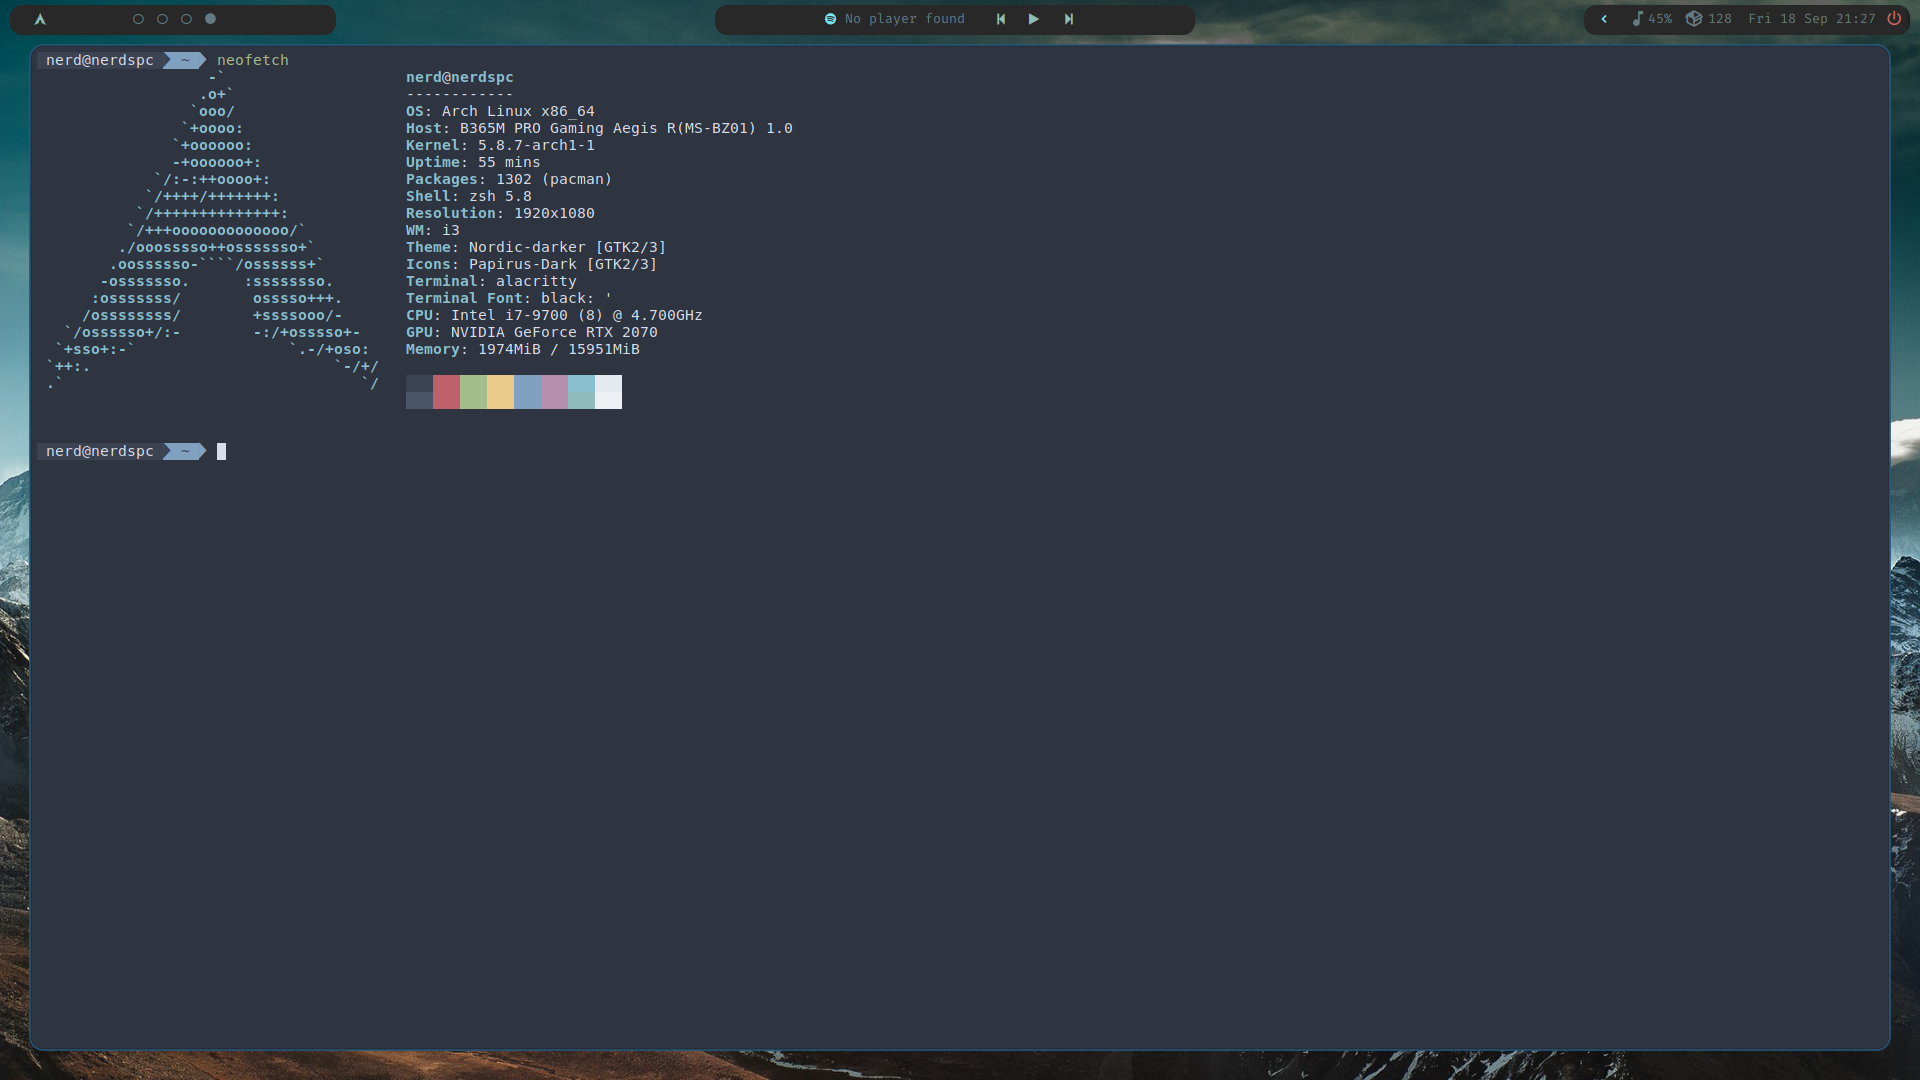 No player found
45% 128 Fri 18 Sep 21:27
nerd@nerdspc ~ neofetch
                   -`                    nerd@nerdspc
                  .o+`                   ------------
                 `ooo/                   OS: Arch Linux x86_64
                `+oooo:                  Host: B365M PRO Gaming Aegis R(MS-BZ01) 1.0
               `+oooooo:                 Kernel: 5.8.7-arch1-1
               -+oooooo+:                Uptime: 55 mins
             `/:-:++oooo+:               Packages: 1302 (pacman)
            `/++++/+++++++:              Shell: zsh 5.8
           `/++++++++++++++:             Resolution: 1920x1080
          `/+++ooooooooooooo/`           WM: i3
         ./ooosssso++osssssso+`          Theme: Nordic-darker [GTK2/3]
        .oossssso-````/ossssss+`         Icons: Papirus-Dark [GTK2/3]
       -osssssso.      :ssssssso.        Terminal: alacritty
      :osssssss/        osssso+++.       Terminal Font: black: '
     /ossssssss/        +ssssooo/-       CPU: Intel i7-9700 (8) @ 4.700GHz
   `/ossssso+/:-        -:/+osssso+-     GPU: NVIDIA GeForce RTX 2070
  `+sso+:-`                 `.-/+oso:    Memory: 1974MiB / 15951MiB
 `++:.                           `-/+/
 .`                                 `/
nerd@nerdspc ~